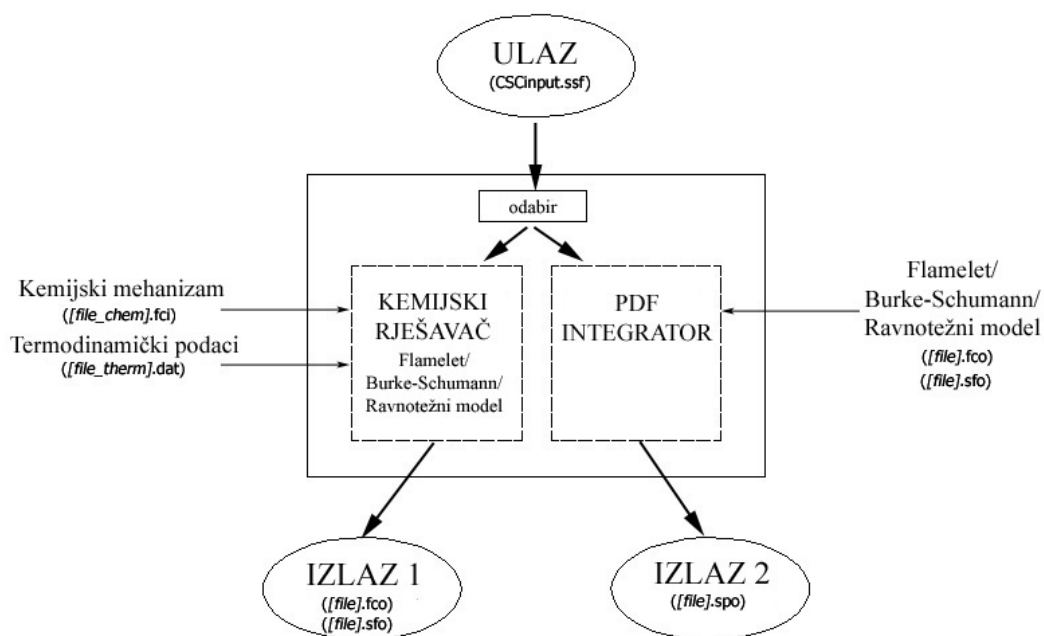 ULAZ
(CSCinput.ssf)
odabir
Kemijski mehanizam
([file_chem].fci)
Termodinamički podaci
([file_therm].dat)
KEMIJSKI
RJEŠAVAČ
Flamelet/
Burke-Schumann/
Ravnotežni model
PDF
INTEGRATOR
Flamelet/
Burke-Schumann/
Ravnotežni model
([file].fco)
([file].sfo)
IZLAZ 1
([file].fco)
([file].sfo)
IZLAZ 2
([file].spo)